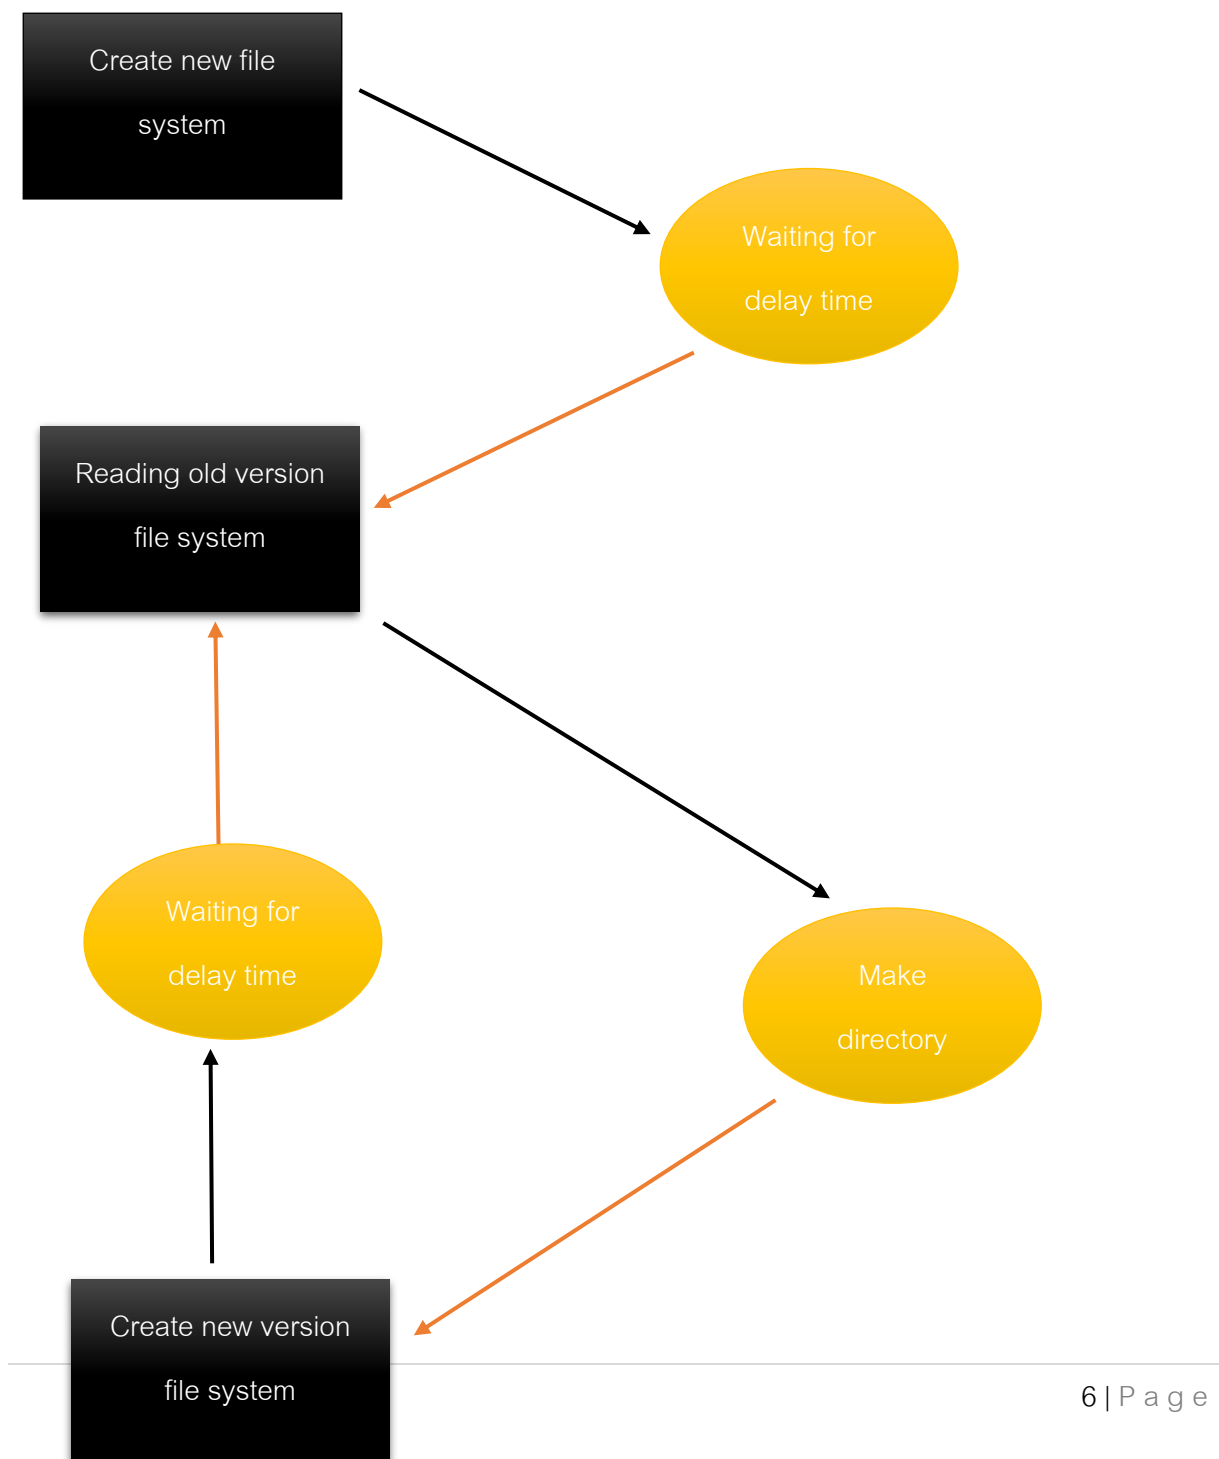 Create new file
system
Waiting for
delay time
Reading old version
file system
Waiting for
delay time
Make
directory
Create new version
file system
6 | P a g e